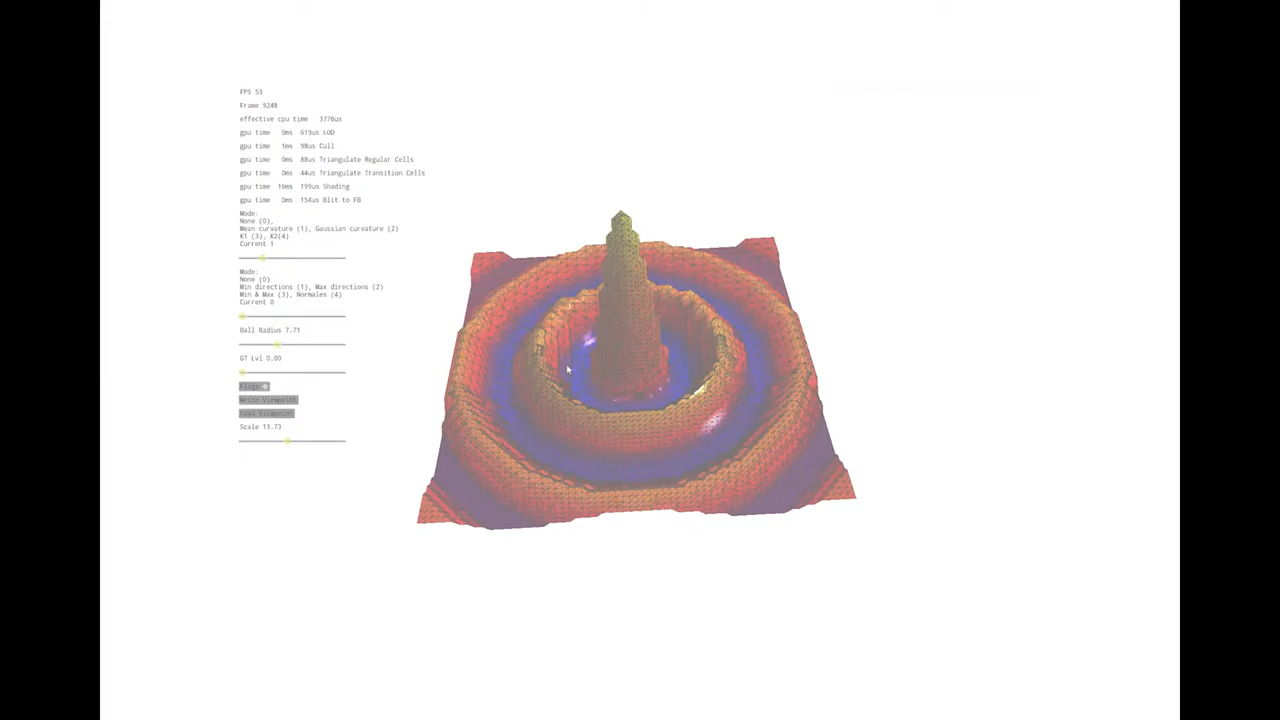 FPS 53
Frame 9248
effective cpu time 3776us
gpu time 0ms 619us LOD
gpu time 1ms 98us Cull
gpu time 0ms 88us Triangulate Regular Cells
gpu time 0ms 44us Triangulate Transition Cells
gpu time 16ms 199us Shading
gpu time 0ms 154us Blit to FB
Mode:
None (0),
Mean curvature (1), Gaussian curvature (2)
K1 (3), K2(4)
Current 1
Mode:
None (0)
Min directions (1), Max directions (2)
Min & Max (3), Normales (4)
Current 0
Ball Radius 7.71
GT Lvl 0.00
Flags
Write Viewpoint
Load Viewpoint
Scale 13.73